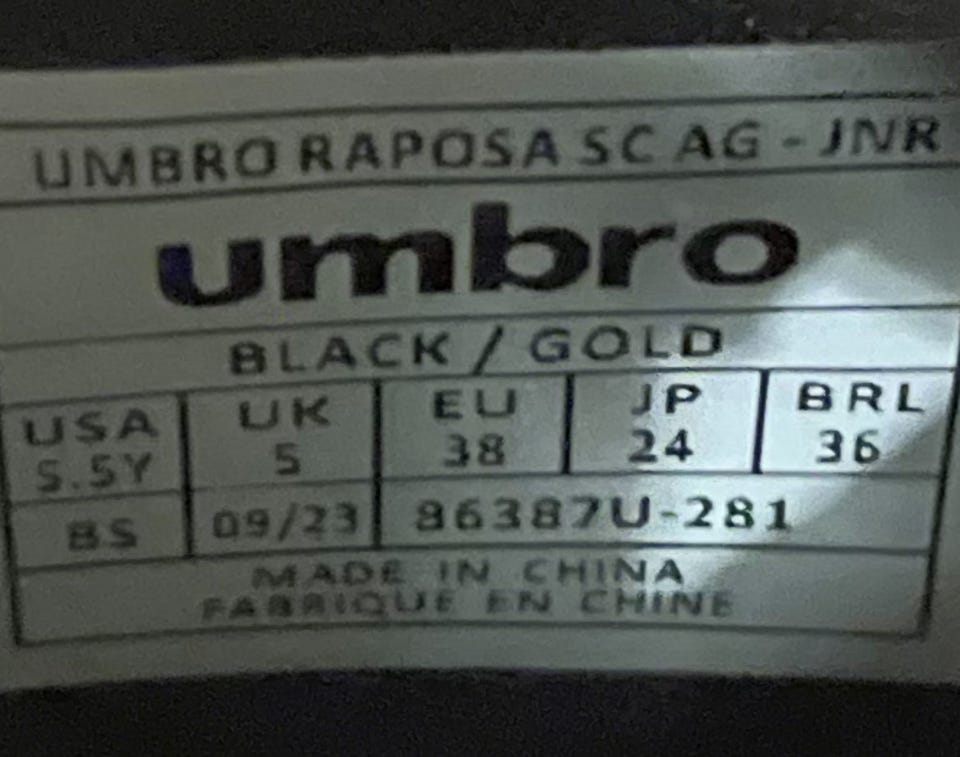 UMBRO RAPOSA SC AG - JNR
umbro
BLACK / GOLD
USA UK EU JP BRL
5.5Y 5 38 24 36
BS 09/23 86387U-281
MADE IN CHINA
FABRIQUE EN CHINE